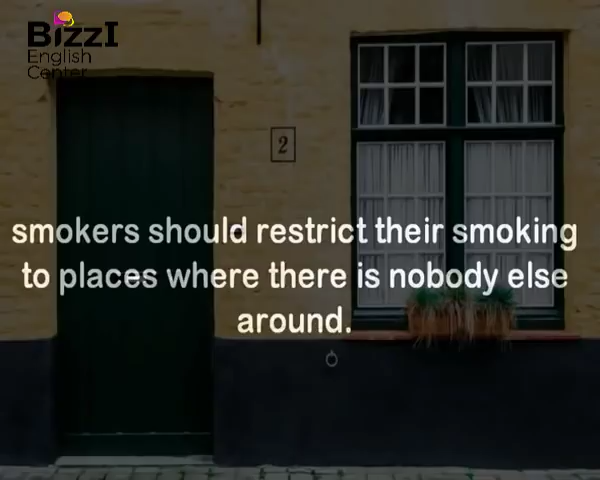 BizzI
English
Center
2
smokers should restrict their smoking
to places where there is nobody else
around.